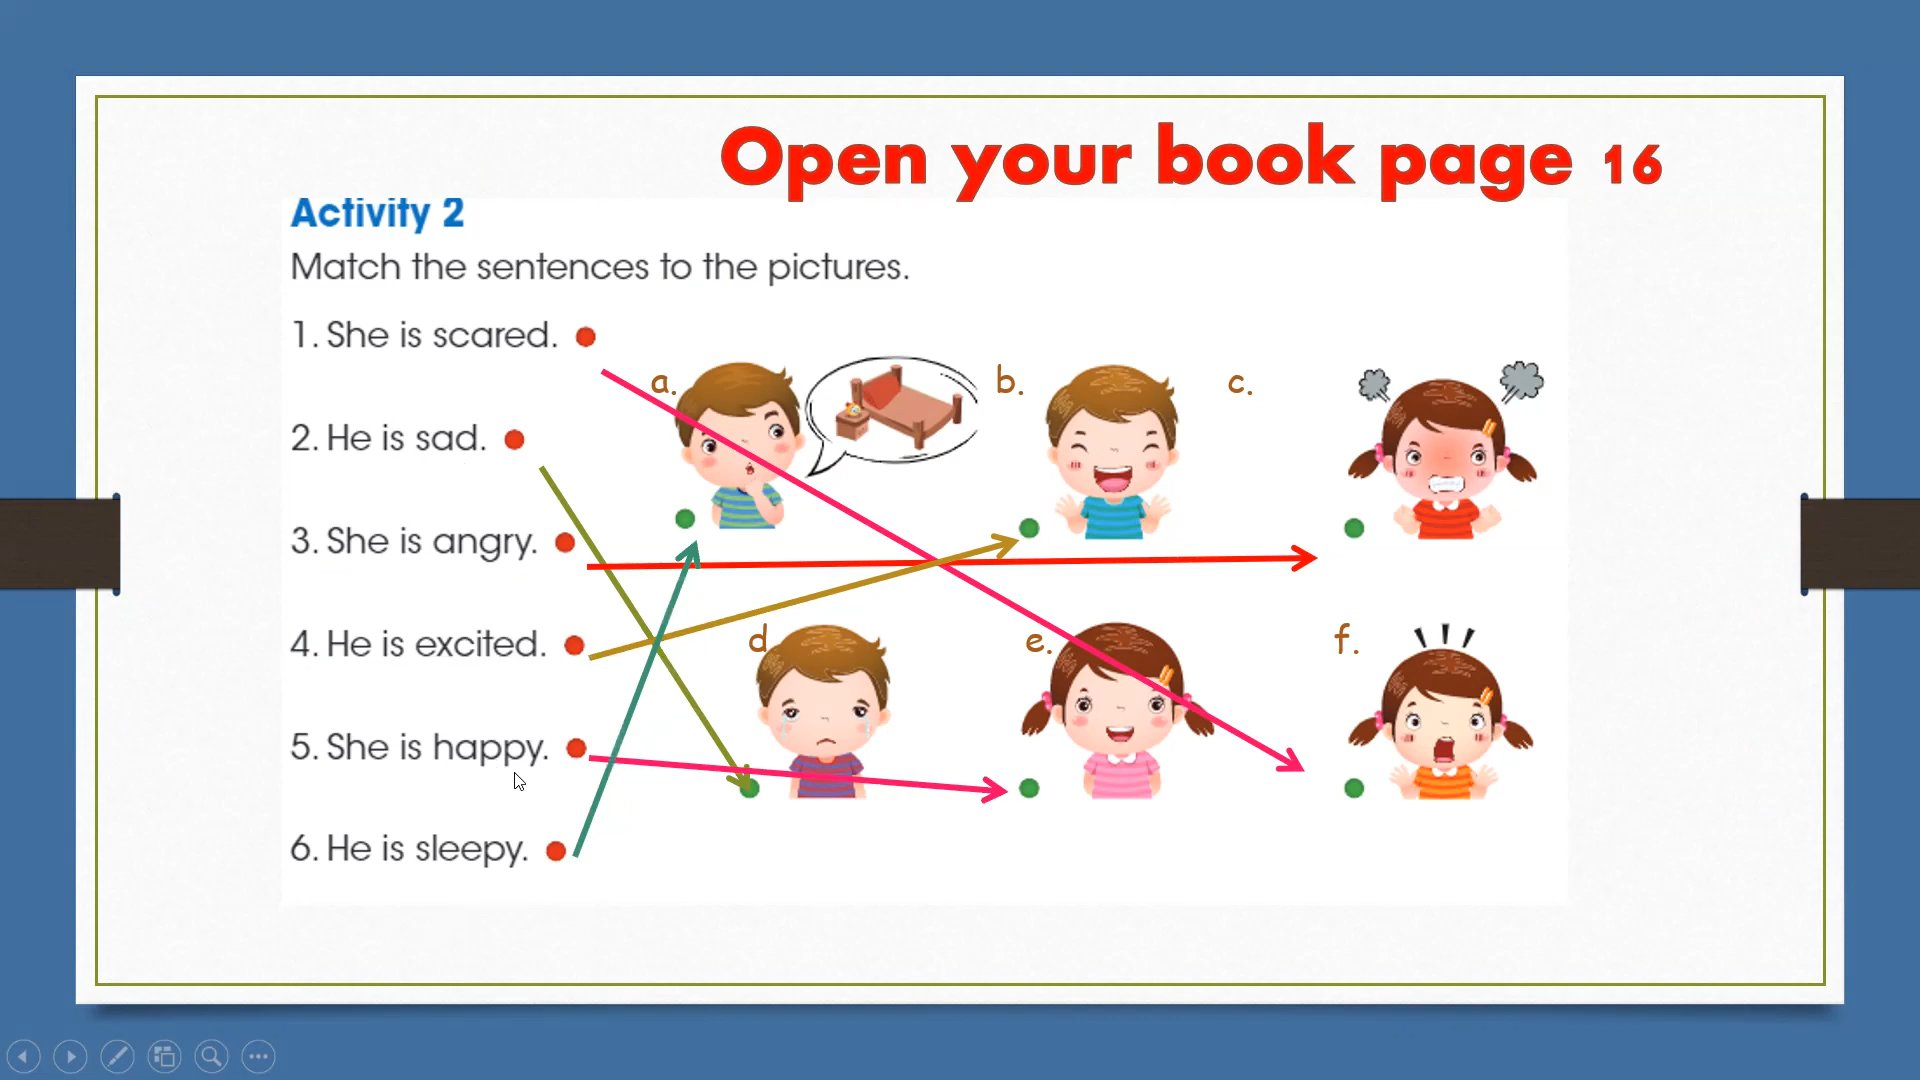 Open your book page 16
Activity 2
Match the sentences to the pictures.
1. She is scared.
2. He is sad.
3. She is angry.
4. He is excited.
5. She is happy.
6. He is sleepy.
a.
b.
c.
d
e.
f.